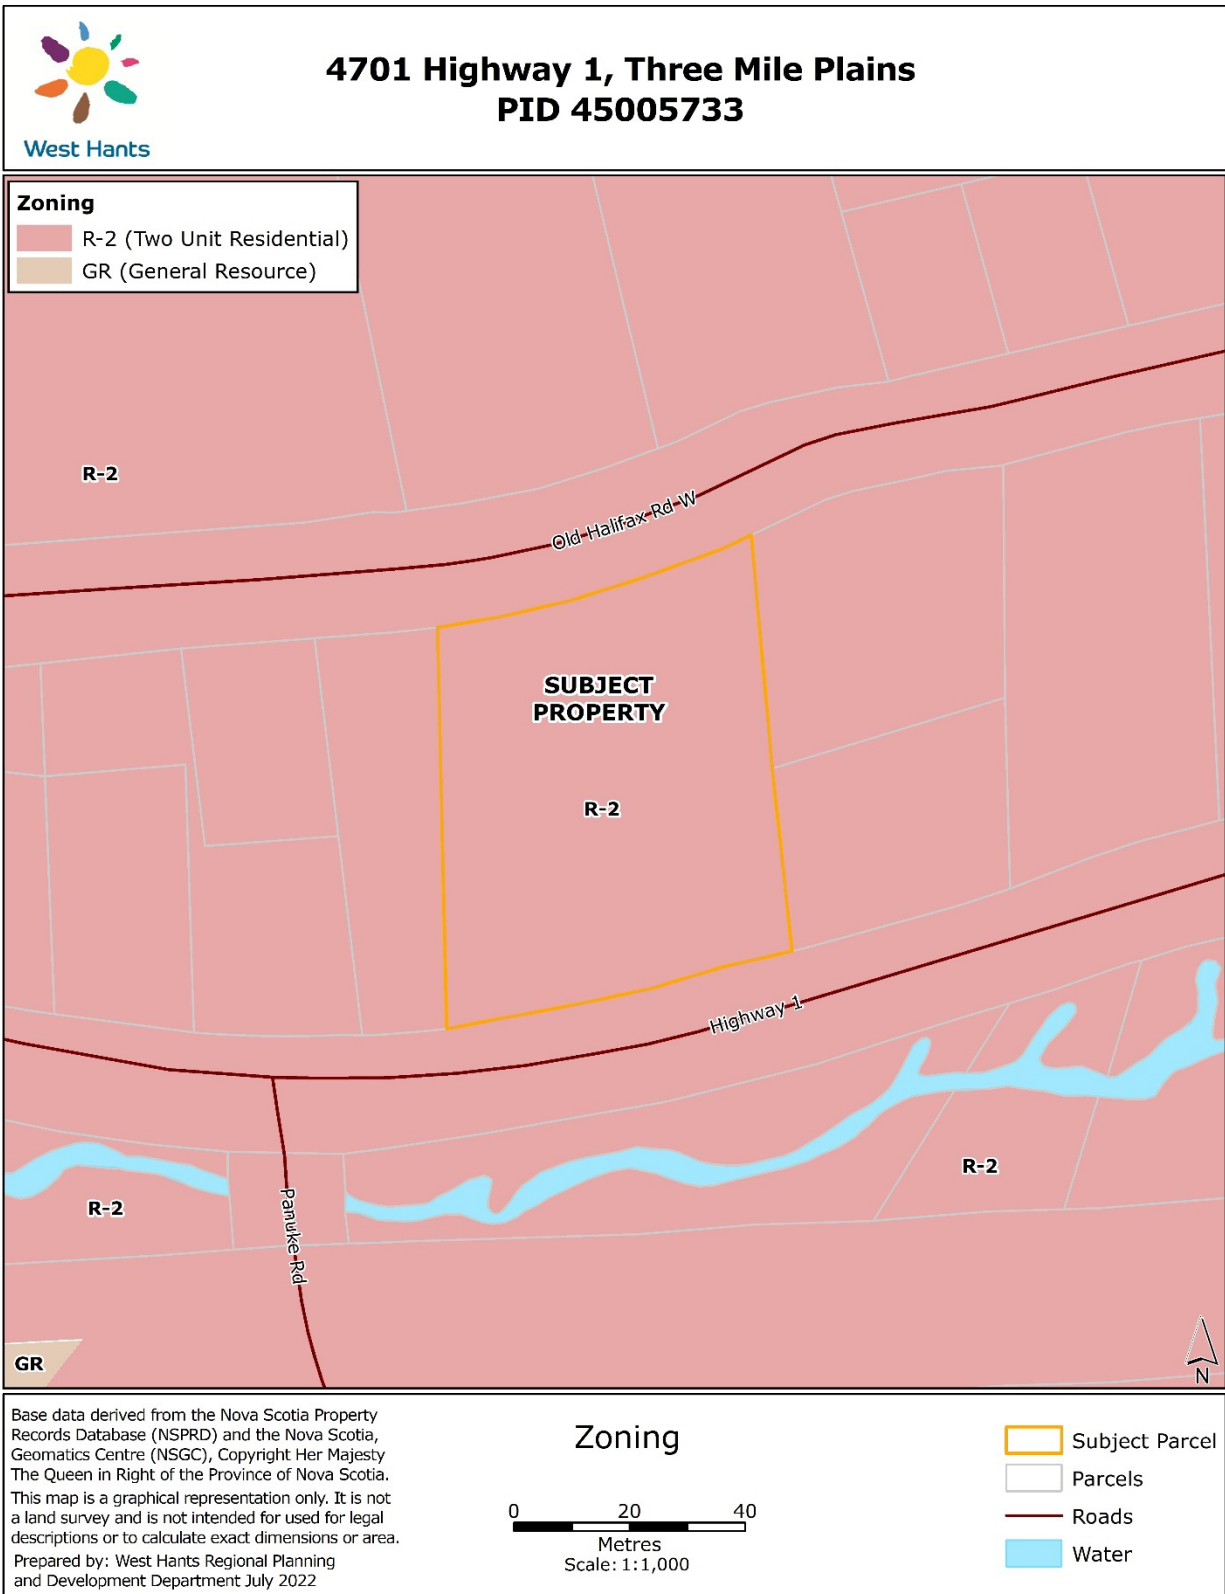 West Hants
4701 Highway 1, Three Mile Plains
PID 45005733
Zoning
R-2 (Two Unit Residential)
GR (General Resource)
R-2
Old Halifax Rd W
SUBJECT
PROPERTY
R-2
Highway 1
R-2
R-2
Panuke Rd
GR
N
Base data derived from the Nova Scotia Property
Records Database (NSPRD) and the Nova Scotia,
Geomatics Centre (NSGC), Copyright Her Majesty
The Queen in Right of the Province of Nova Scotia.
This map is a graphical representation only. It is not
a land survey and is not intended for used for legal
descriptions or to calculate exact dimensions or area.
Prepared by: West Hants Regional Planning
and Development Department July 2022
Zoning
0 20 40
Metres
Scale: 1:1,000
Subject Parcel
Parcels
Roads
Water